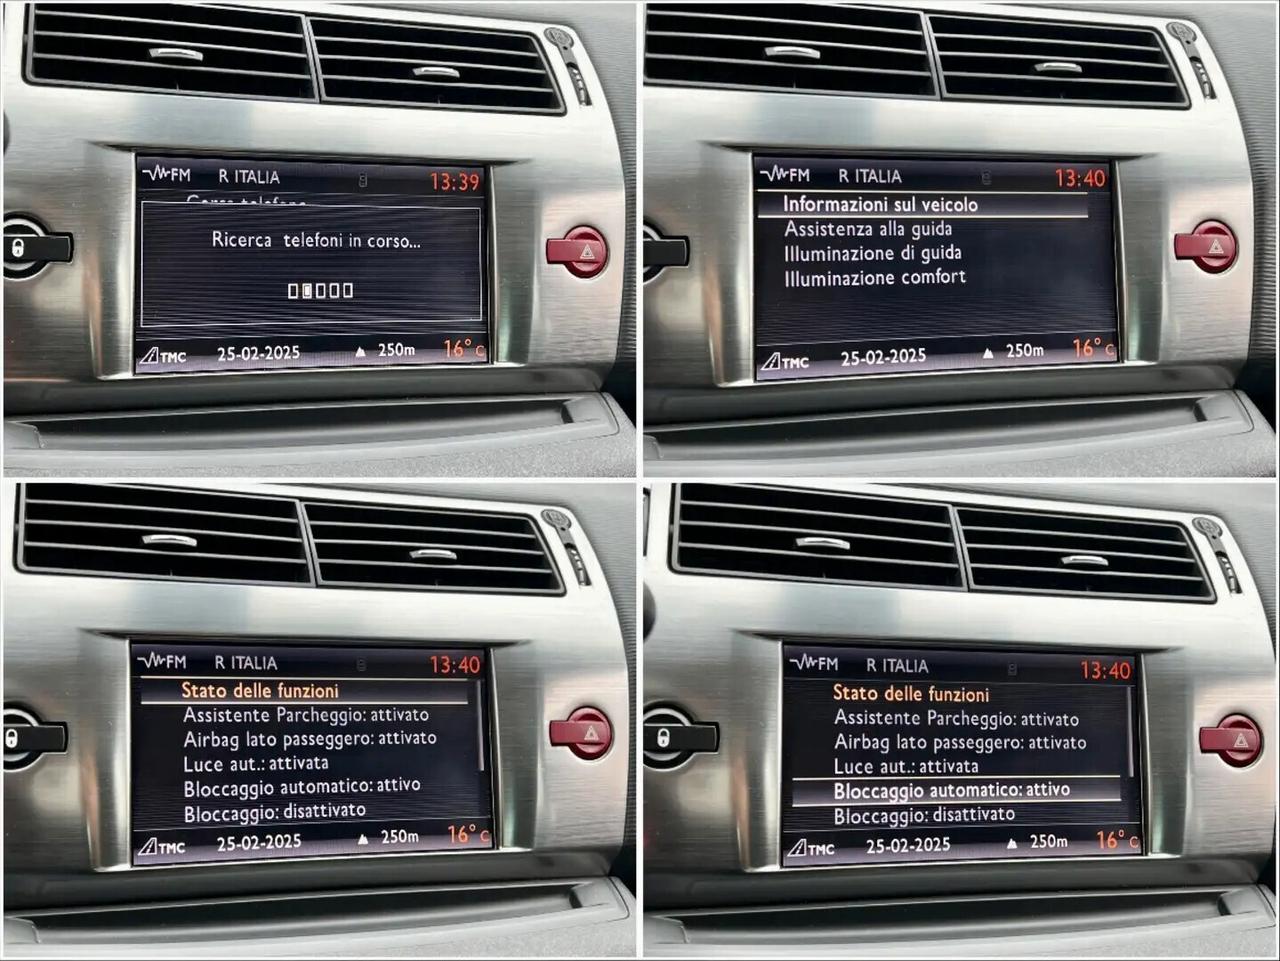 FM R ITALIA 13:39
Ricerca telefoni in corso...
TMC 25-02-2025 250m 16°C
FM R ITALIA 13:40
Informazioni sul veicolo
Assistenza alla guida
Illuminazione di guida
Illuminazione comfort
TMC 25-02-2025 250m 16°C
FM R ITALIA 13:40
Stato delle funzioni
Assistente Parcheggio: attivato
Airbag lato passeggero: attivato
Luce aut.: attivata
Bloccaggio automatico: attivo
Bloccaggio: disattivato
TMC 25-02-2025 250m 16°C
FM R ITALIA 13:40
Stato delle funzioni
Assistente Parcheggio: attivato
Airbag lato passeggero: attivato
Luce aut.: attivata
Bloccaggio automatico: attivo
Bloccaggio: disattivato
TMC 25-02-2025 250m 16°C